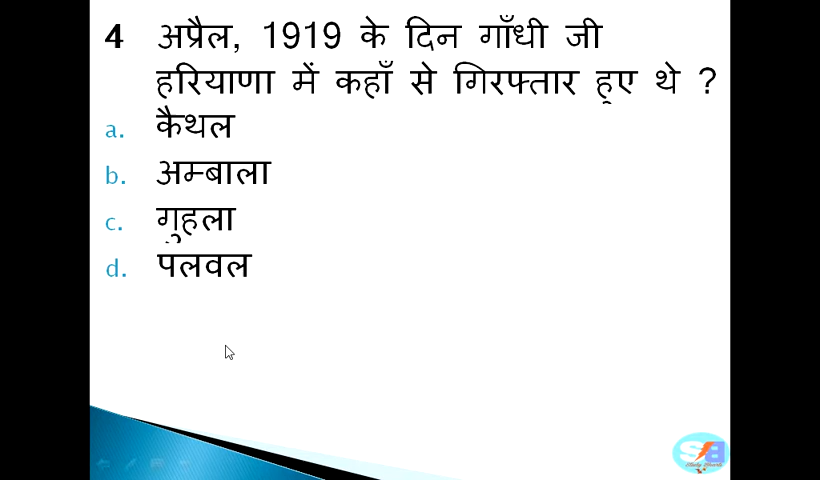 4 अप्रैल, 1919 के दिन गाँधी जी
हरियाणा में कहाँ से गिरफ्तार हुए थे ?
a. कैथल
b. अम्बाला
c. गुहला
d. पलवल